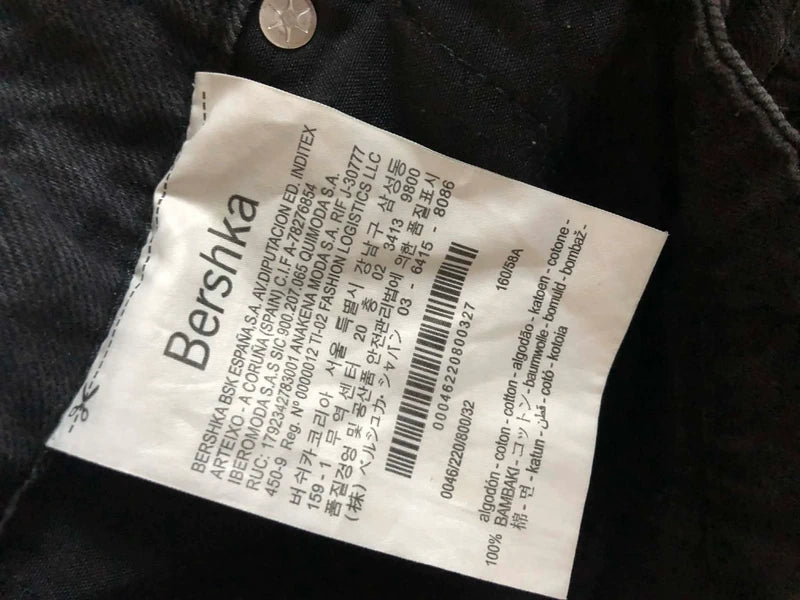 Bershka
BERSHKA BSK ESPAÑA,S.A. AV.DIPUTACION ED. INDITEX
ARTEIXO - A CORUÑA (SPAIN) C.I.F A-78276854
IBEROMODA S.A.S SIC 900.207.065 QUIMODA S.A.
RUC: 1792342783001 ANAKENA MODA S.A. RIF J-30777
450-9 Reg. Nº 0000012 TI-02 FASHION LOGISTICS LLC
버쉬카코리아 서울 특별시 강남구 삼성동
159-1 무역센터 20 층 02 3413 9800
품질경영 및 공산품 안전관리법에 의한 품질표시
(株) ベルシュカ·ジャパン 03 - 6415 - 8086
00046220800327
0046/220/800/32 160/58A
100% algodón - coton - cotton - algodão - katoen - cotone -
BAMBAKI - コットン - baumwolle - bomuld - bombaž -
棉 - 면 - katun - قطن - cotó - kotoia